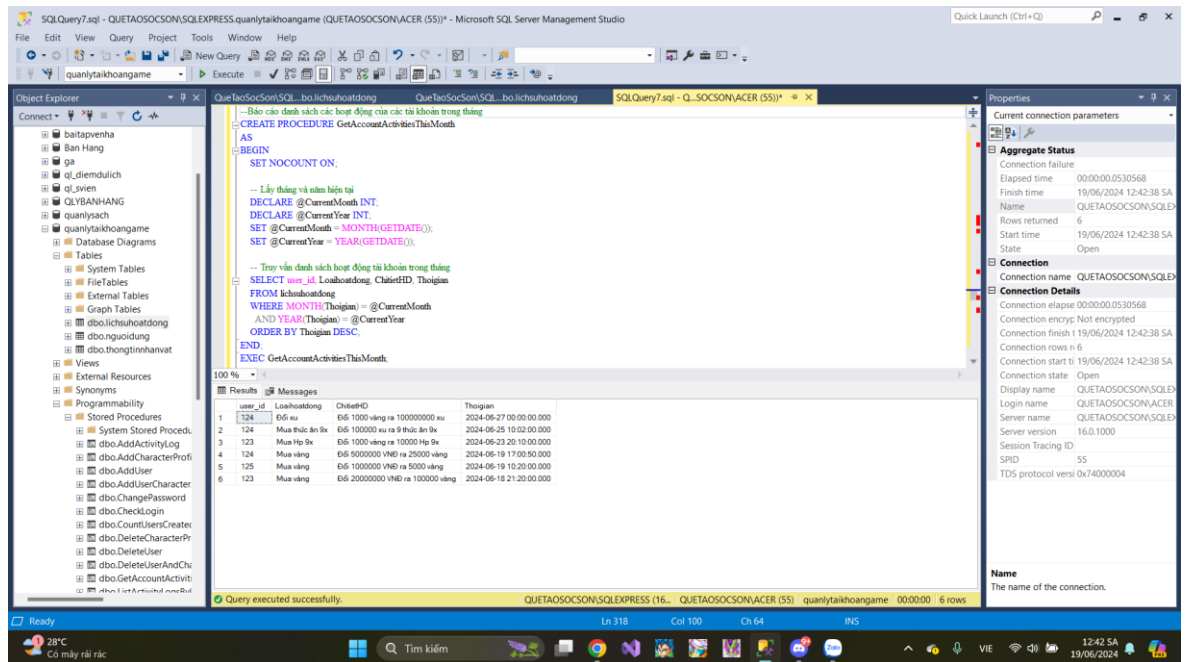 SQLQuery7.sql - QUETAOSOCSON\SQLEXPRESS.quanlytaikhoangame (QUETAOSOCSON\ACER (55))* - Microsoft SQL Server Management Studio
Quick Launch (Ctrl+Q)
File Edit View Query Project Tools Window Help
New Query
quanlytaikhoangame
Execute
Object Explorer
Connect
baitapvenha
Ban Hang
ga
ql_diemdulich
ql_svien
QLYBANHANG
quanlysach
quanlytaikhoangame
Database Diagrams
Tables
System Tables
FileTables
External Tables
Graph Tables
dbo.lichsuhoatdong
dbo.nguoidung
dbo.thongtinnhanvat
Views
External Resources
Synonyms
Programmability
Stored Procedures
System Stored Procedu
dbo.AddActivityLog
dbo.AddCharacterProfi
dbo.AddUser
dbo.AddUserCharacter
dbo.ChangePassword
dbo.CheckLogin
dbo.CountUsersCreated
dbo.DeleteCharacterPr
dbo.DeleteUser
dbo.DeleteUserAndCha
dbo.GetAccountActiviti
QueTaoSocSon\SQL...bo.lichsuhoatdong
QueTaoSocSon\SQL...bo.lichsuhoatdong
SQLQuery7.sql - Q...SOCSON\ACER (55))*
--Báo cáo danh sách các hoạt động của các tài khoản trong tháng
CREATE PROCEDURE GetAccountActivitiesThisMonth
AS
BEGIN
SET NOCOUNT ON;
-- Lấy tháng và năm hiện tại
DECLARE @CurrentMonth INT;
DECLARE @CurrentYear INT;
SET @CurrentMonth = MONTH(GETDATE());
SET @CurrentYear = YEAR(GETDATE());
-- Truy vấn danh sách hoạt động tài khoản trong tháng
SELECT user_id, Loaihoatdong, ChitietHD, Thoigian
FROM lichsuhoatdong
WHERE MONTH(Thoigian) = @CurrentMonth
AND YEAR(Thoigian) = @CurrentYear
ORDER BY Thoigian DESC;
END;
EXEC GetAccountActivitiesThisMonth;
100 %
Results Messages
user_id Loaihoatdong ChitietHD Thoigian
1 124 Đổi xu Đổi 1000 vàng ra 100000000 xu 2024-06-27 00:00:00.000
2 124 Mua thức ăn 9x Đổi 100000 xu ra 9 thức ăn 9x 2024-06-25 10:02:00.000
3 123 Mua Hp 9x Đổi 1000 vàng ra 10000 Hp 9x 2024-06-23 20:10:00.000
4 124 Mua vàng Đổi 5000000 VNĐ ra 25000 vàng 2024-06-19 17:00:50.000
5 125 Mua vàng Đổi 1000000 VNĐ ra 5000 vàng 2024-06-19 10:20:00.000
6 123 Mua vàng Đổi 20000000 VNĐ ra 100000 vàng 2024-06-18 21:20:00.000
Query executed successfully.
QUETAOSOCSON\SQLEXPRESS (16... QUETAOSOCSON\ACER (55) quanlytaikhoangame 00:00:00 6 rows
Properties
Current connection parameters
Aggregate Status
Connection failure
Elapsed time 00:00:00.0530568
Finish time 19/06/2024 12:42:38 SA
Name QUETAOSOCSON\SQLEX
Rows returned 6
Start time 19/06/2024 12:42:38 SA
State Open
Connection
Connection name QUETAOSOCSON\SQLEX
Connection Details
Connection elapse 00:00:00.0530568
Connection encryp Not encrypted
Connection finish t 19/06/2024 12:42:38 SA
Connection rows r 6
Connection start ti 19/06/2024 12:42:38 SA
Connection state Open
Display name QUETAOSOCSON\SQLEX
Login name QUETAOSOCSON\ACER
Server name QUETAOSOCSON\SQLEX
Server version 16.0.1000
Session Tracing ID
SPID 55
TDS protocol versi 0x74000004
Name
The name of the connection.
Ready
Ln 318 Col 100 Ch 64 INS
28°C
Có mây rải rác
Tìm kiếm
Zalo
VIE
12:42 SA
19/06/2024